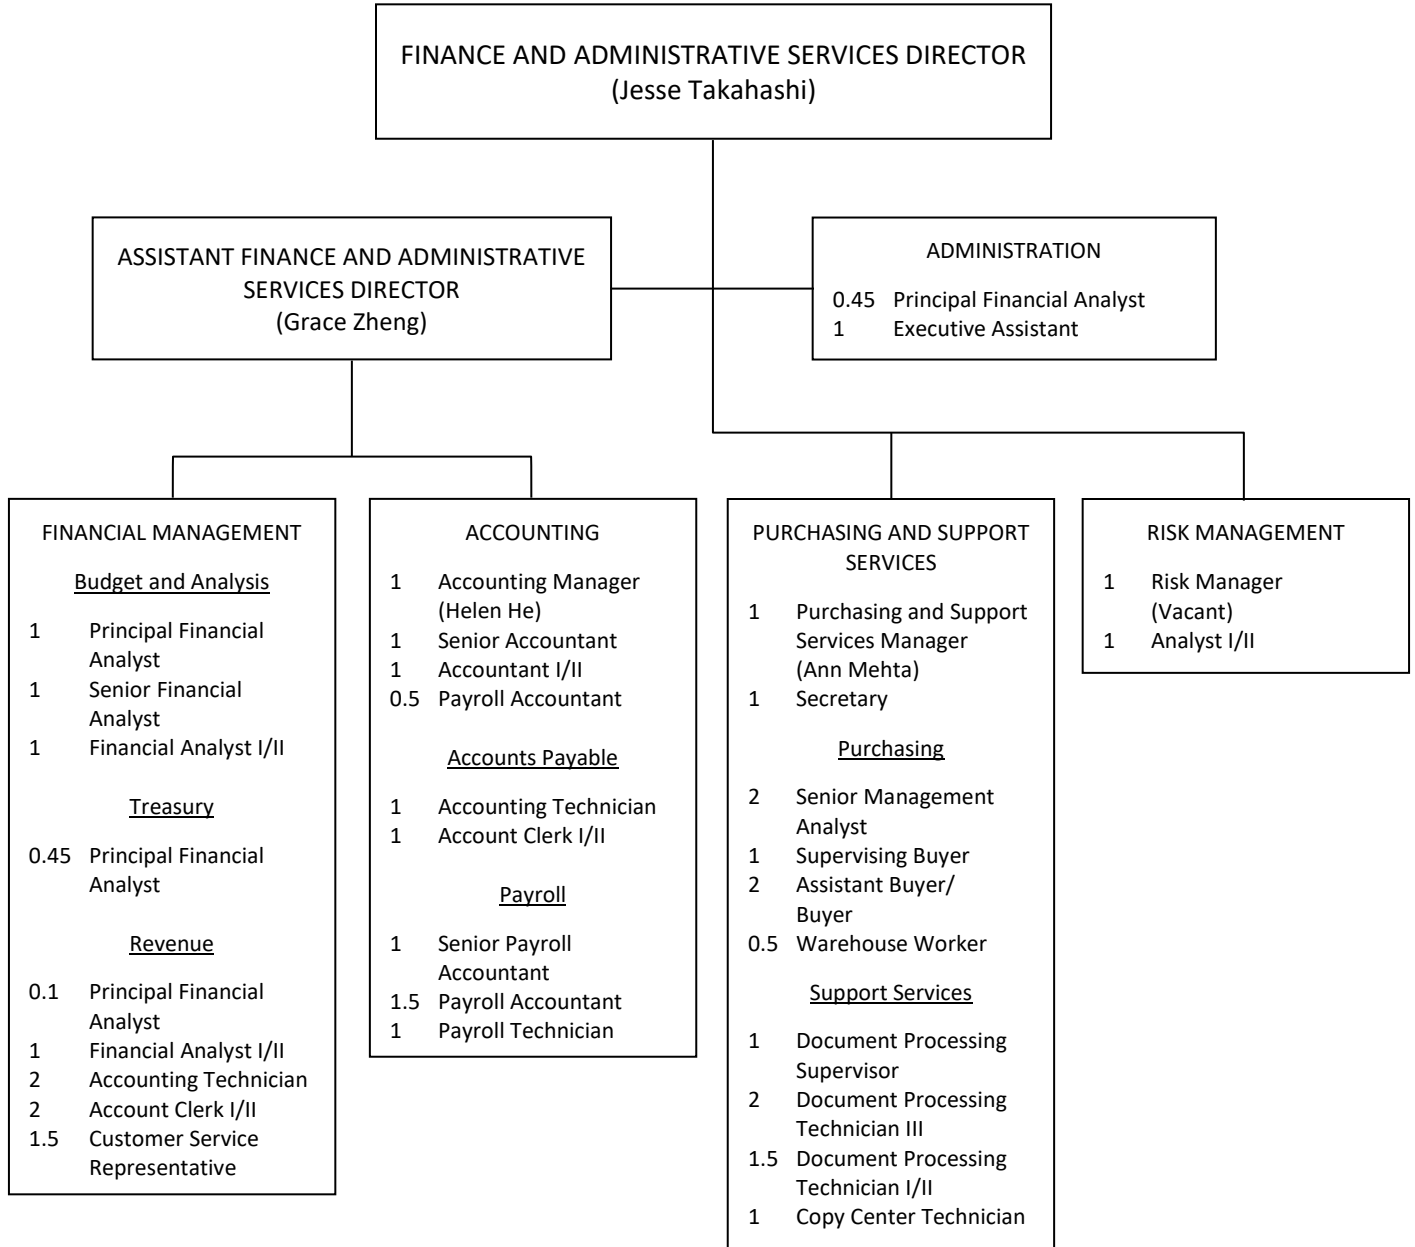 FINANCE AND ADMINISTRATIVE SERVICES DIRECTOR
(Jesse Takahashi)
ASSISTANT FINANCE AND ADMINISTRATIVE
SERVICES DIRECTOR
(Grace Zheng)
ADMINISTRATION
0.45 Principal Financial Analyst
1 Executive Assistant
FINANCIAL MANAGEMENT
Budget and Analysis
1 Principal Financial
Analyst
1 Senior Financial
Analyst
1 Financial Analyst I/II
Treasury
0.45 Principal Financial
Analyst
Revenue
0.1 Principal Financial
Analyst
1 Financial Analyst I/II
2 Accounting Technician
2 Account Clerk I/II
1.5 Customer Service
Representative
ACCOUNTING
1 Accounting Manager
(Helen He)
1 Senior Accountant
1 Accountant I/II
0.5 Payroll Accountant
Accounts Payable
1 Accounting Technician
1 Account Clerk I/II
Payroll
1 Senior Payroll
Accountant
1.5 Payroll Accountant
1 Payroll Technician
PURCHASING AND SUPPORT
SERVICES
1 Purchasing and Support
Services Manager
(Ann Mehta)
1 Secretary
Purchasing
2 Senior Management
Analyst
1 Supervising Buyer
2 Assistant Buyer/
Buyer
0.5 Warehouse Worker
Support Services
1 Document Processing
Supervisor
2 Document Processing
Technician III
1.5 Document Processing
Technician I/II
1 Copy Center Technician
RISK MANAGEMENT
1 Risk Manager
(Vacant)
1 Analyst I/II